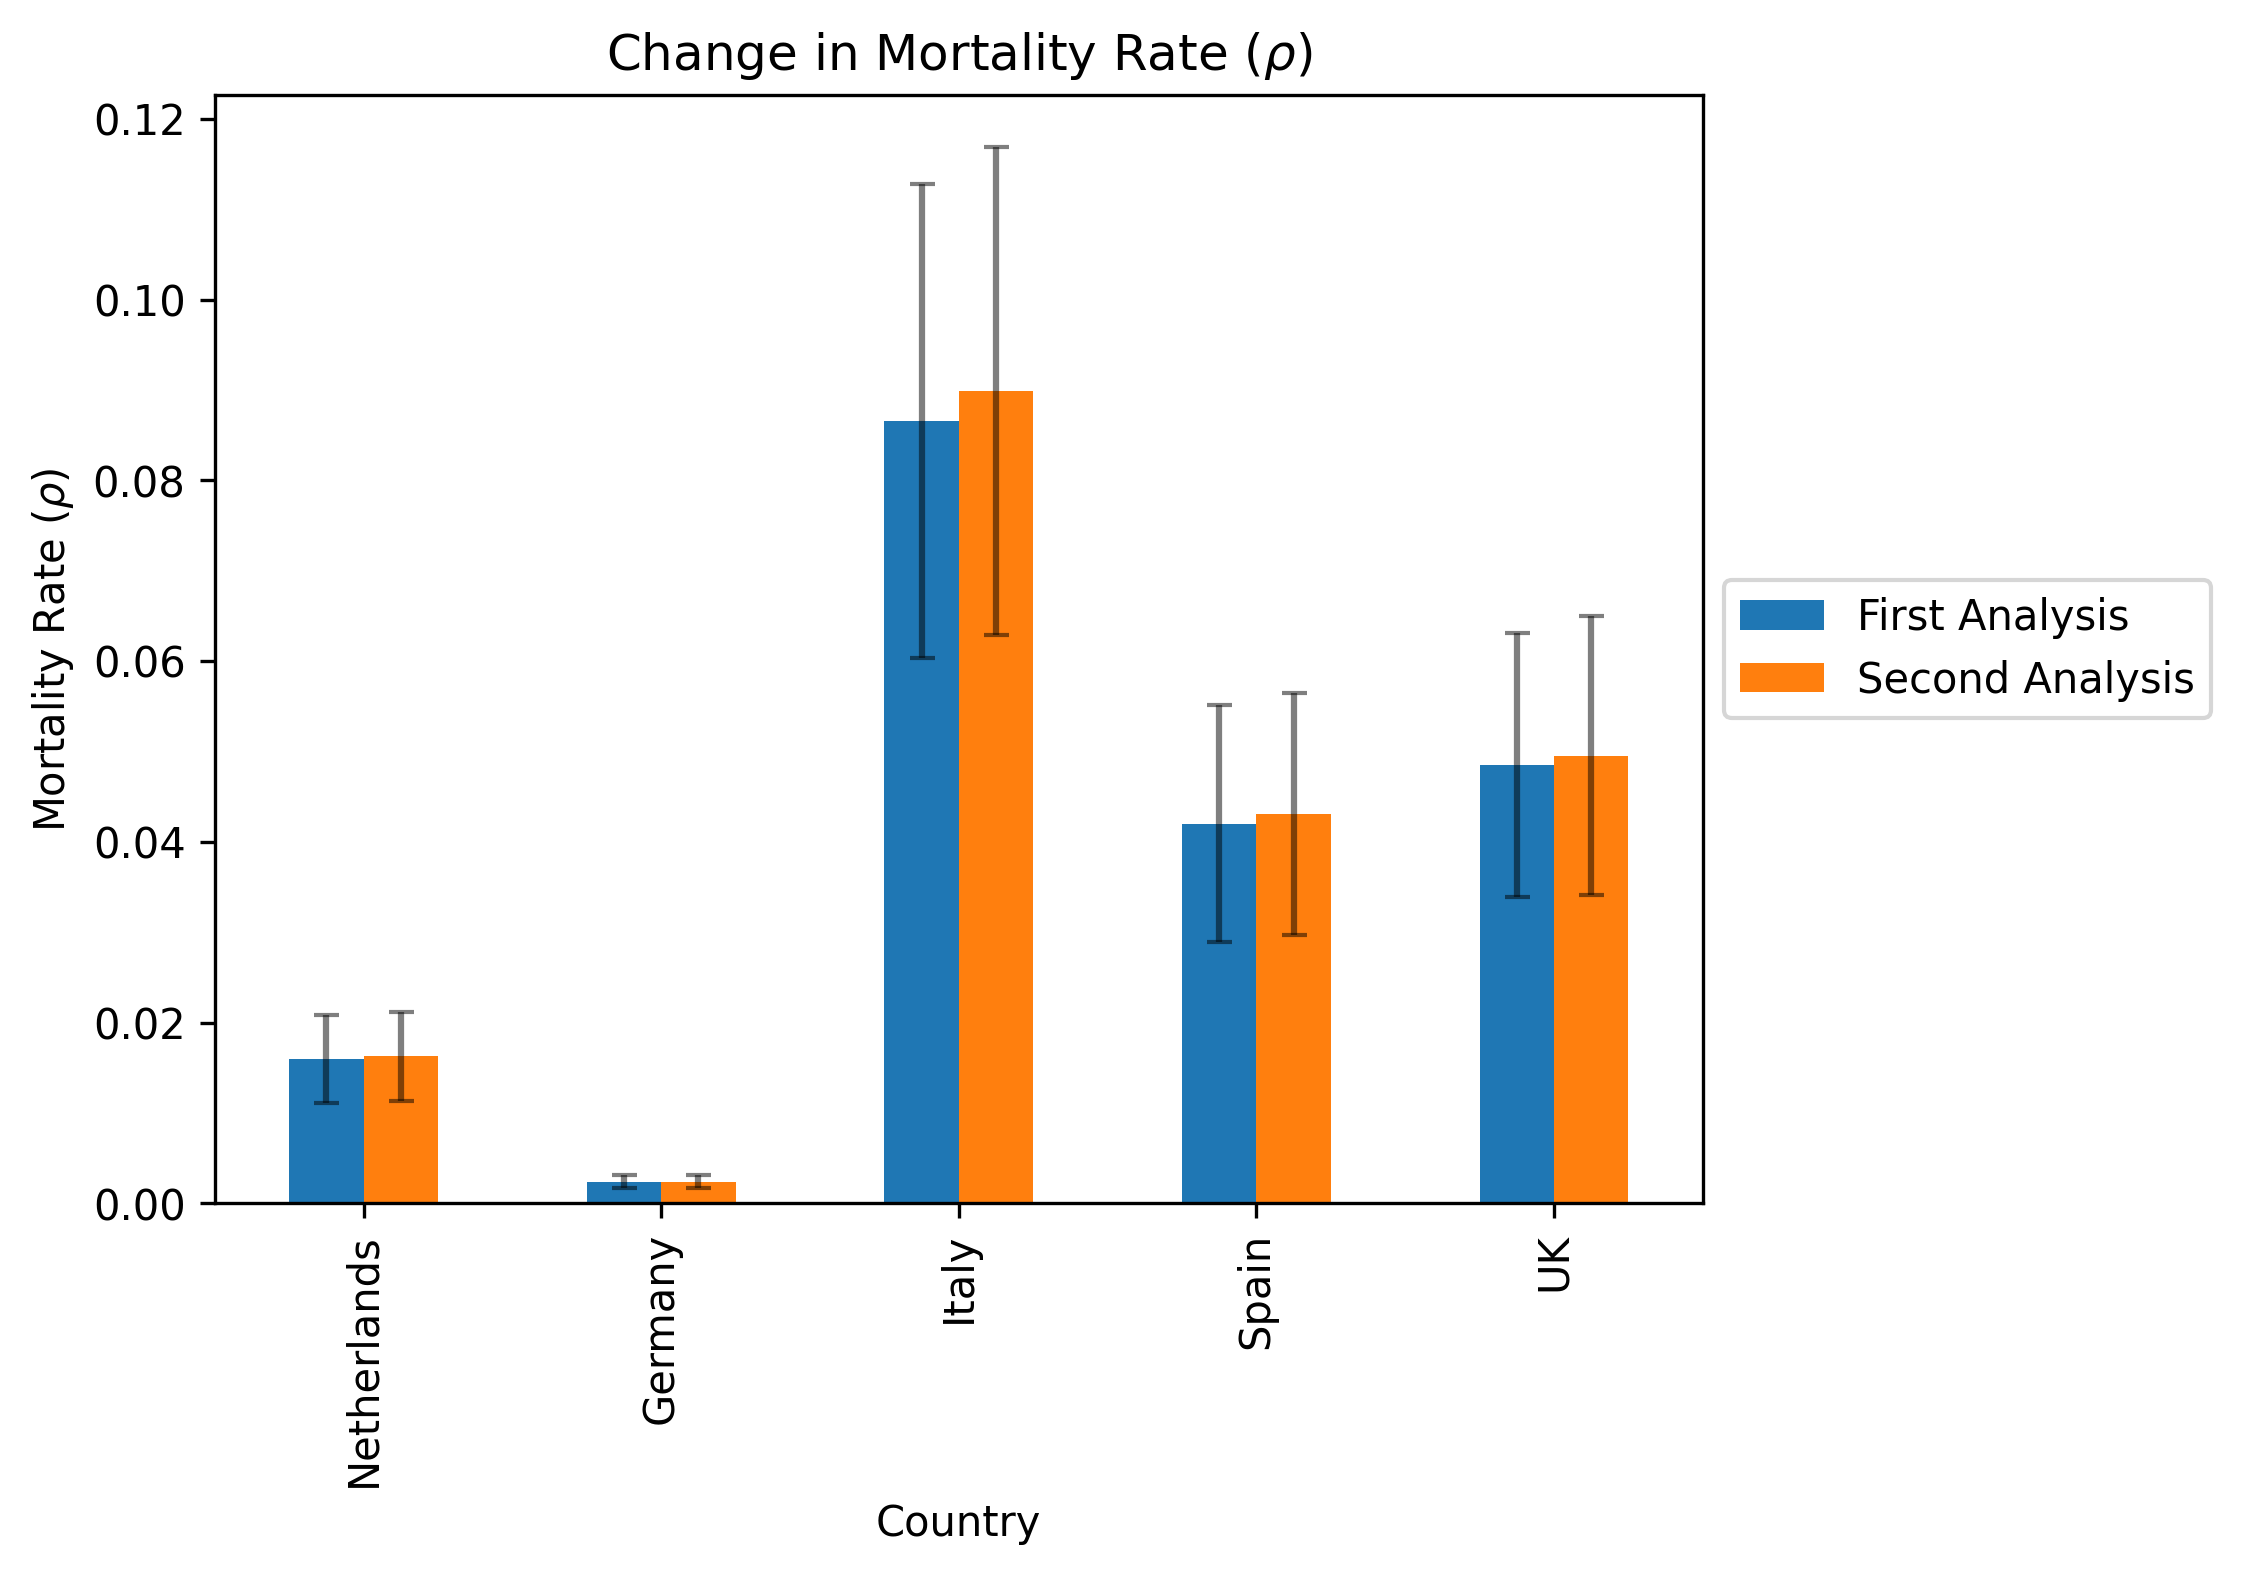 Change in Mortality Rate (ρ)
Mortality Rate (ρ)
0.12
0.10
0.08
0.06
0.04
0.02
0.00
Netherlands
Germany
Italy
Spain
UK
Country
First Analysis
Second Analysis